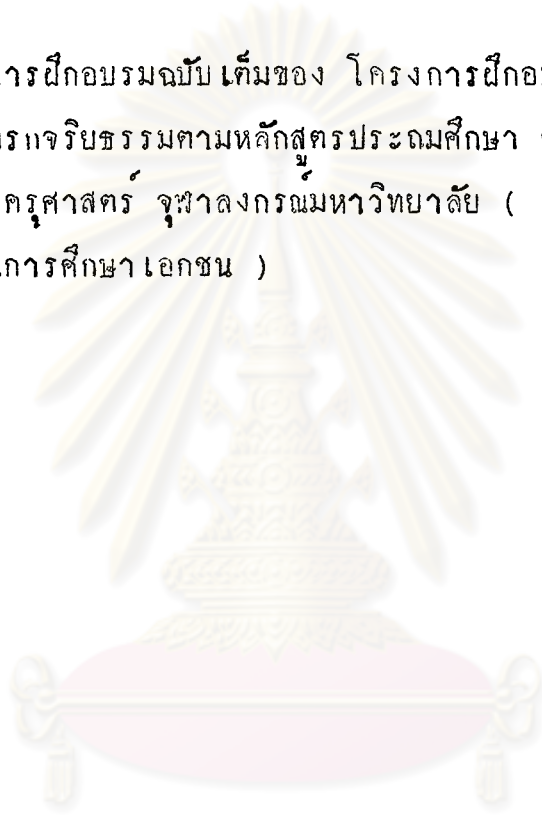 ารฝึกอบรมฉบับเต็มของ โครงการฝึกอ
จริยธรรมตามหลักสูตรประถมศึกษา
ครุศาสตร์ จุฬาลงกรณ์มหาวิทยาลัย (
การศึกษาเอกชน )